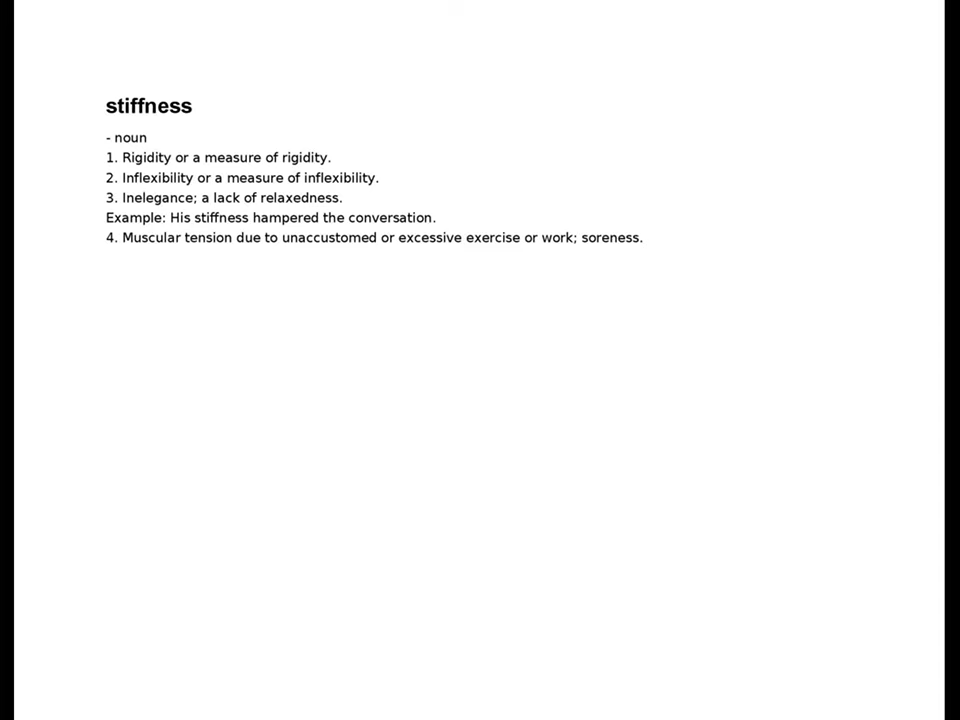 stiffness
- noun
1. Rigidity or a measure of rigidity.
2. Inflexibility or a measure of inflexibility.
3. Inelegance; a lack of relaxedness.
Example: His stiffness hampered the conversation.
4. Muscular tension due to unaccustomed or excessive exercise or work; soreness.